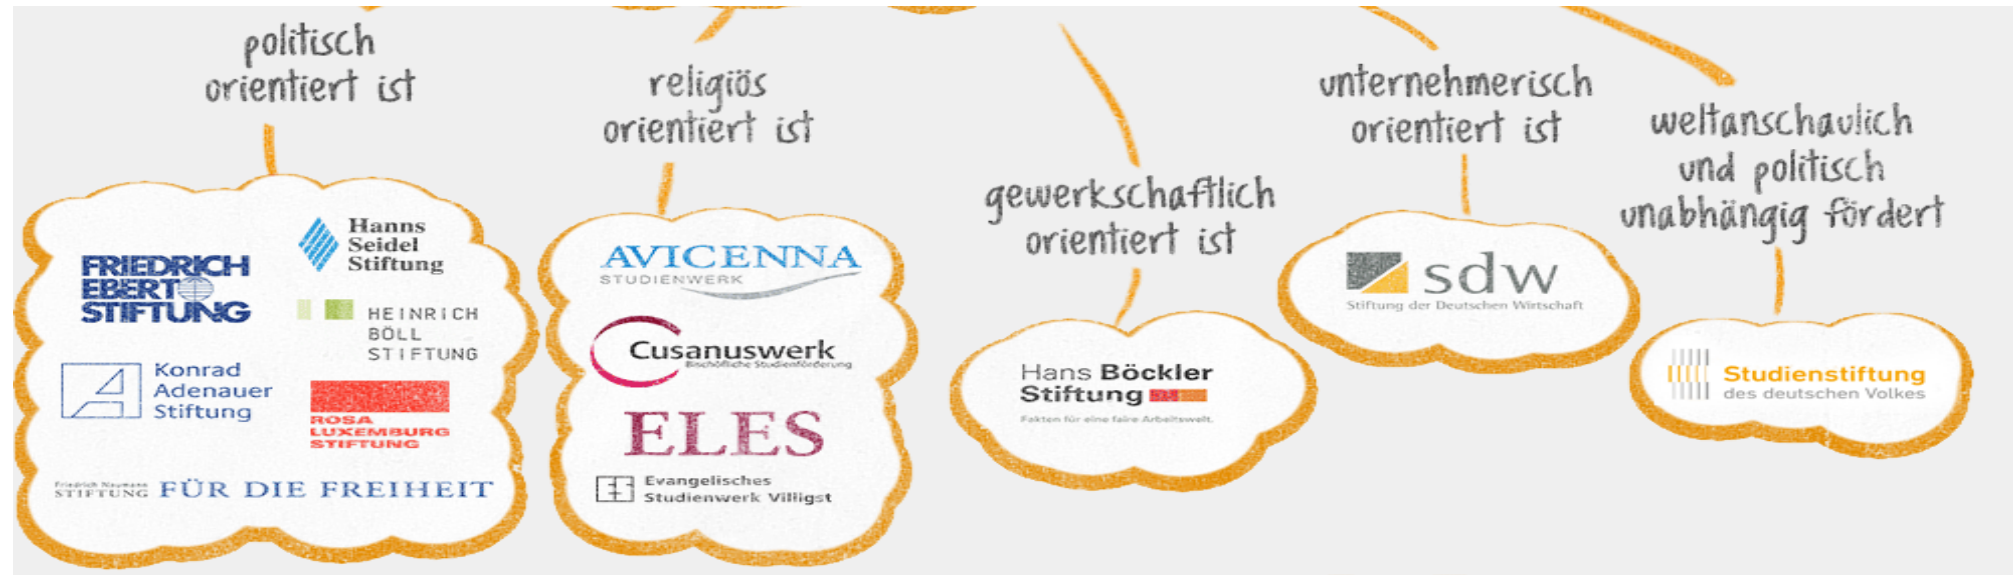 politisch
orientiert ist
Hanns
Seidel
Stiftung
FRIEDRICH
EBERT
STIFTUNG
HEINRICH
BÖLL
STIFTUNG
Konrad
Adenauer
Stiftung
ROSA
LUXEMBURG
STIFTUNG
Friedrich Naumann
STIFTUNG FÜR DIE FREIHEIT
religiös
orientiert ist
AVICENNA
STUDIENWERK
Cusanuswerk
Bischöfliche Studienförderung
ELES
Evangelisches
Studienwerk Villigst
gewerkschaftlich
orientiert ist
Hans Böckler
Stiftung
Fakten für eine faire Arbeitswelt.
unternehmerisch
orientiert ist
sdw
Stiftung der Deutschen Wirtschaft
weltanschaulich
und politisch
unabhängig fördert
Studienstiftung
des deutschen Volkes